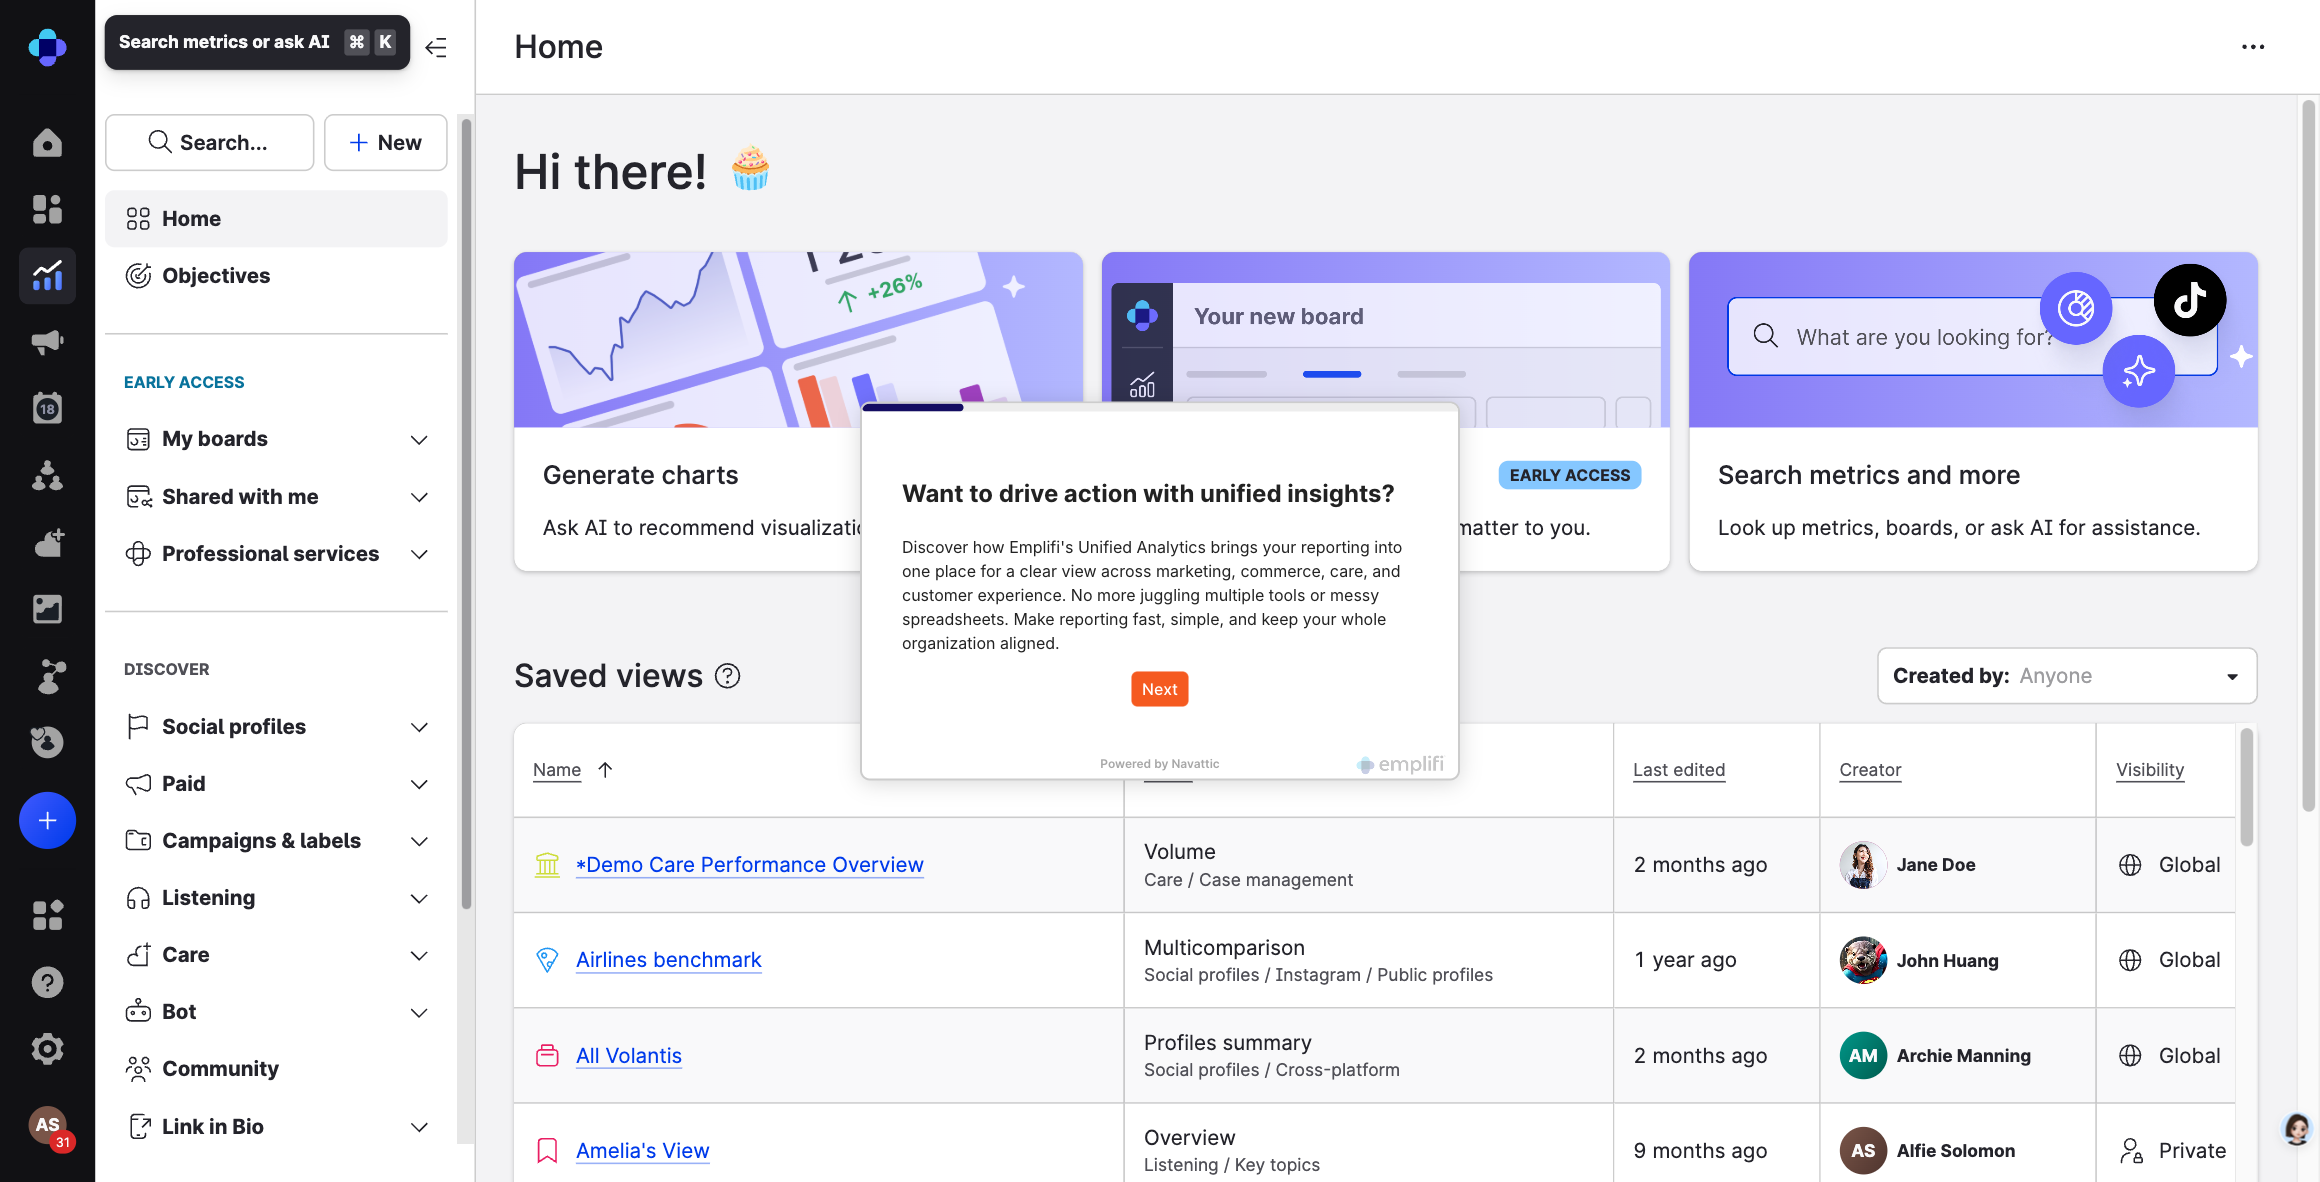 Search metrics or ask AI ⌘ K
Search...
+ New
Home
Objectives
EARLY ACCESS
My boards
Shared with me
Professional services
DISCOVER
Social profiles
Paid
Campaigns & labels
Listening
Care
Bot
Community
Link in Bio
18
AS
31
Home
Hi there!
+26%
Your new board
What are you looking for?
Generate charts
EARLY ACCESS
Search metrics and more
Ask AI to recommend
matter to you.
Look up metrics, boards, or ask AI for assistance.
Want to drive action with unified insights?
Discover how Emplifi's Unified Analytics brings your reporting into
one place for a clear view across marketing, commerce, care, and
customer experience. No more juggling multiple tools or messy
spreadsheets. Make reporting fast, simple, and keep your whole
organization aligned.
Next
Powered by Navattic
emplifi
Saved views
Created by: Anyone
Name
Last edited
Creator
Visibility
*Demo Care Performance Overview
Volume
Care / Case management
2 months ago
Jane Doe
Global
Airlines benchmark
Multicomparison
Social profiles / Instagram / Public profiles
1 year ago
John Huang
Global
All Volantis
Profiles summary
Social profiles / Cross-platform
2 months ago
AM
Archie Manning
Global
Amelia's View
Overview
Listening / Key topics
9 months ago
AS
Alfie Solomon
Private